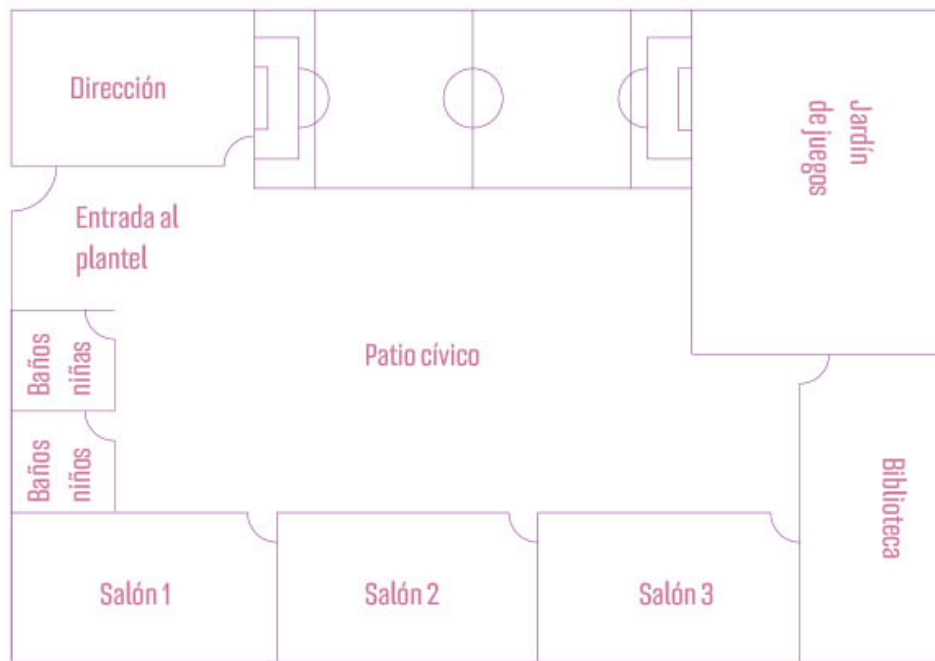 Dirección
Jardín
de juegos
Entrada al
plantel
Baños
niñas
Patio cívico
Baños
niños
Biblioteca
Salón 1
Salón 2
Salón 3